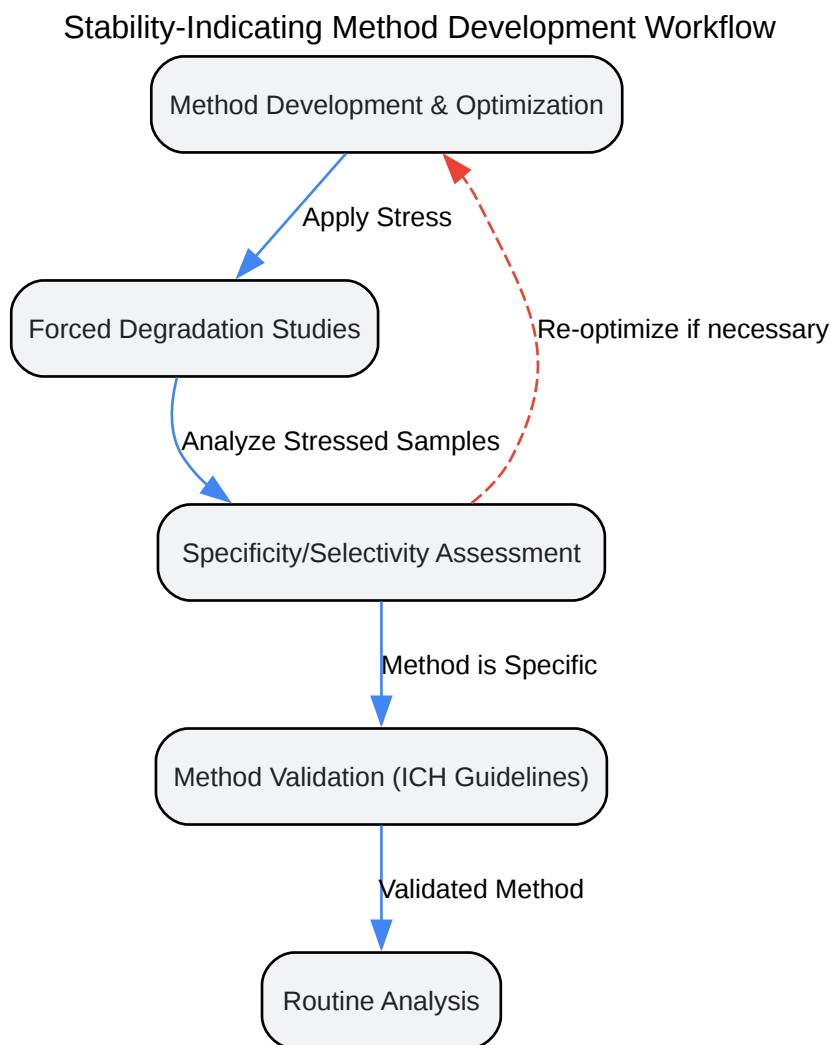 Stability-Indicating Method Development Workflow
Method Development & Optimization
Apply Stress
Forced Degradation Studies
Re-optimize if necessary
Analyze Stressed Samples
Specificity/Selectivity Assessment
Method is Specific
Method Validation (ICH Guidelines)
Validated Method
Routine Analysis